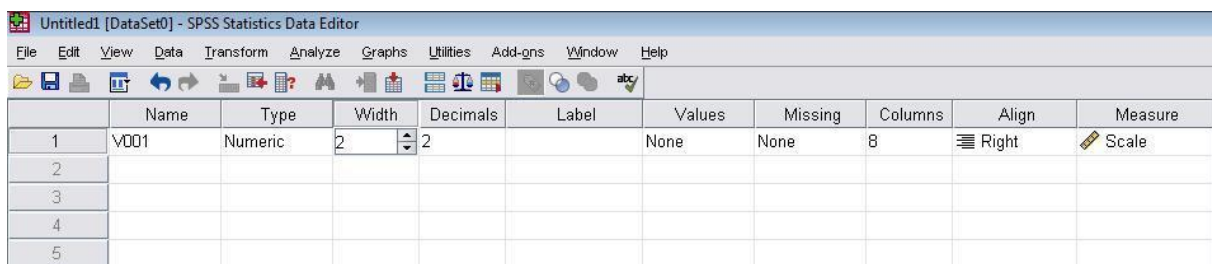 Untitled1 [DataSet0] - SPSS Statistics Data Editor
File Edit View Data Transform Analyze Graphs Utilities Add-ons Window Help
Name Type Width Decimals Label Values Missing Columns Align Measure
1 V001 Numeric 2 2 None None 8 Right Scale
2
3
4
5